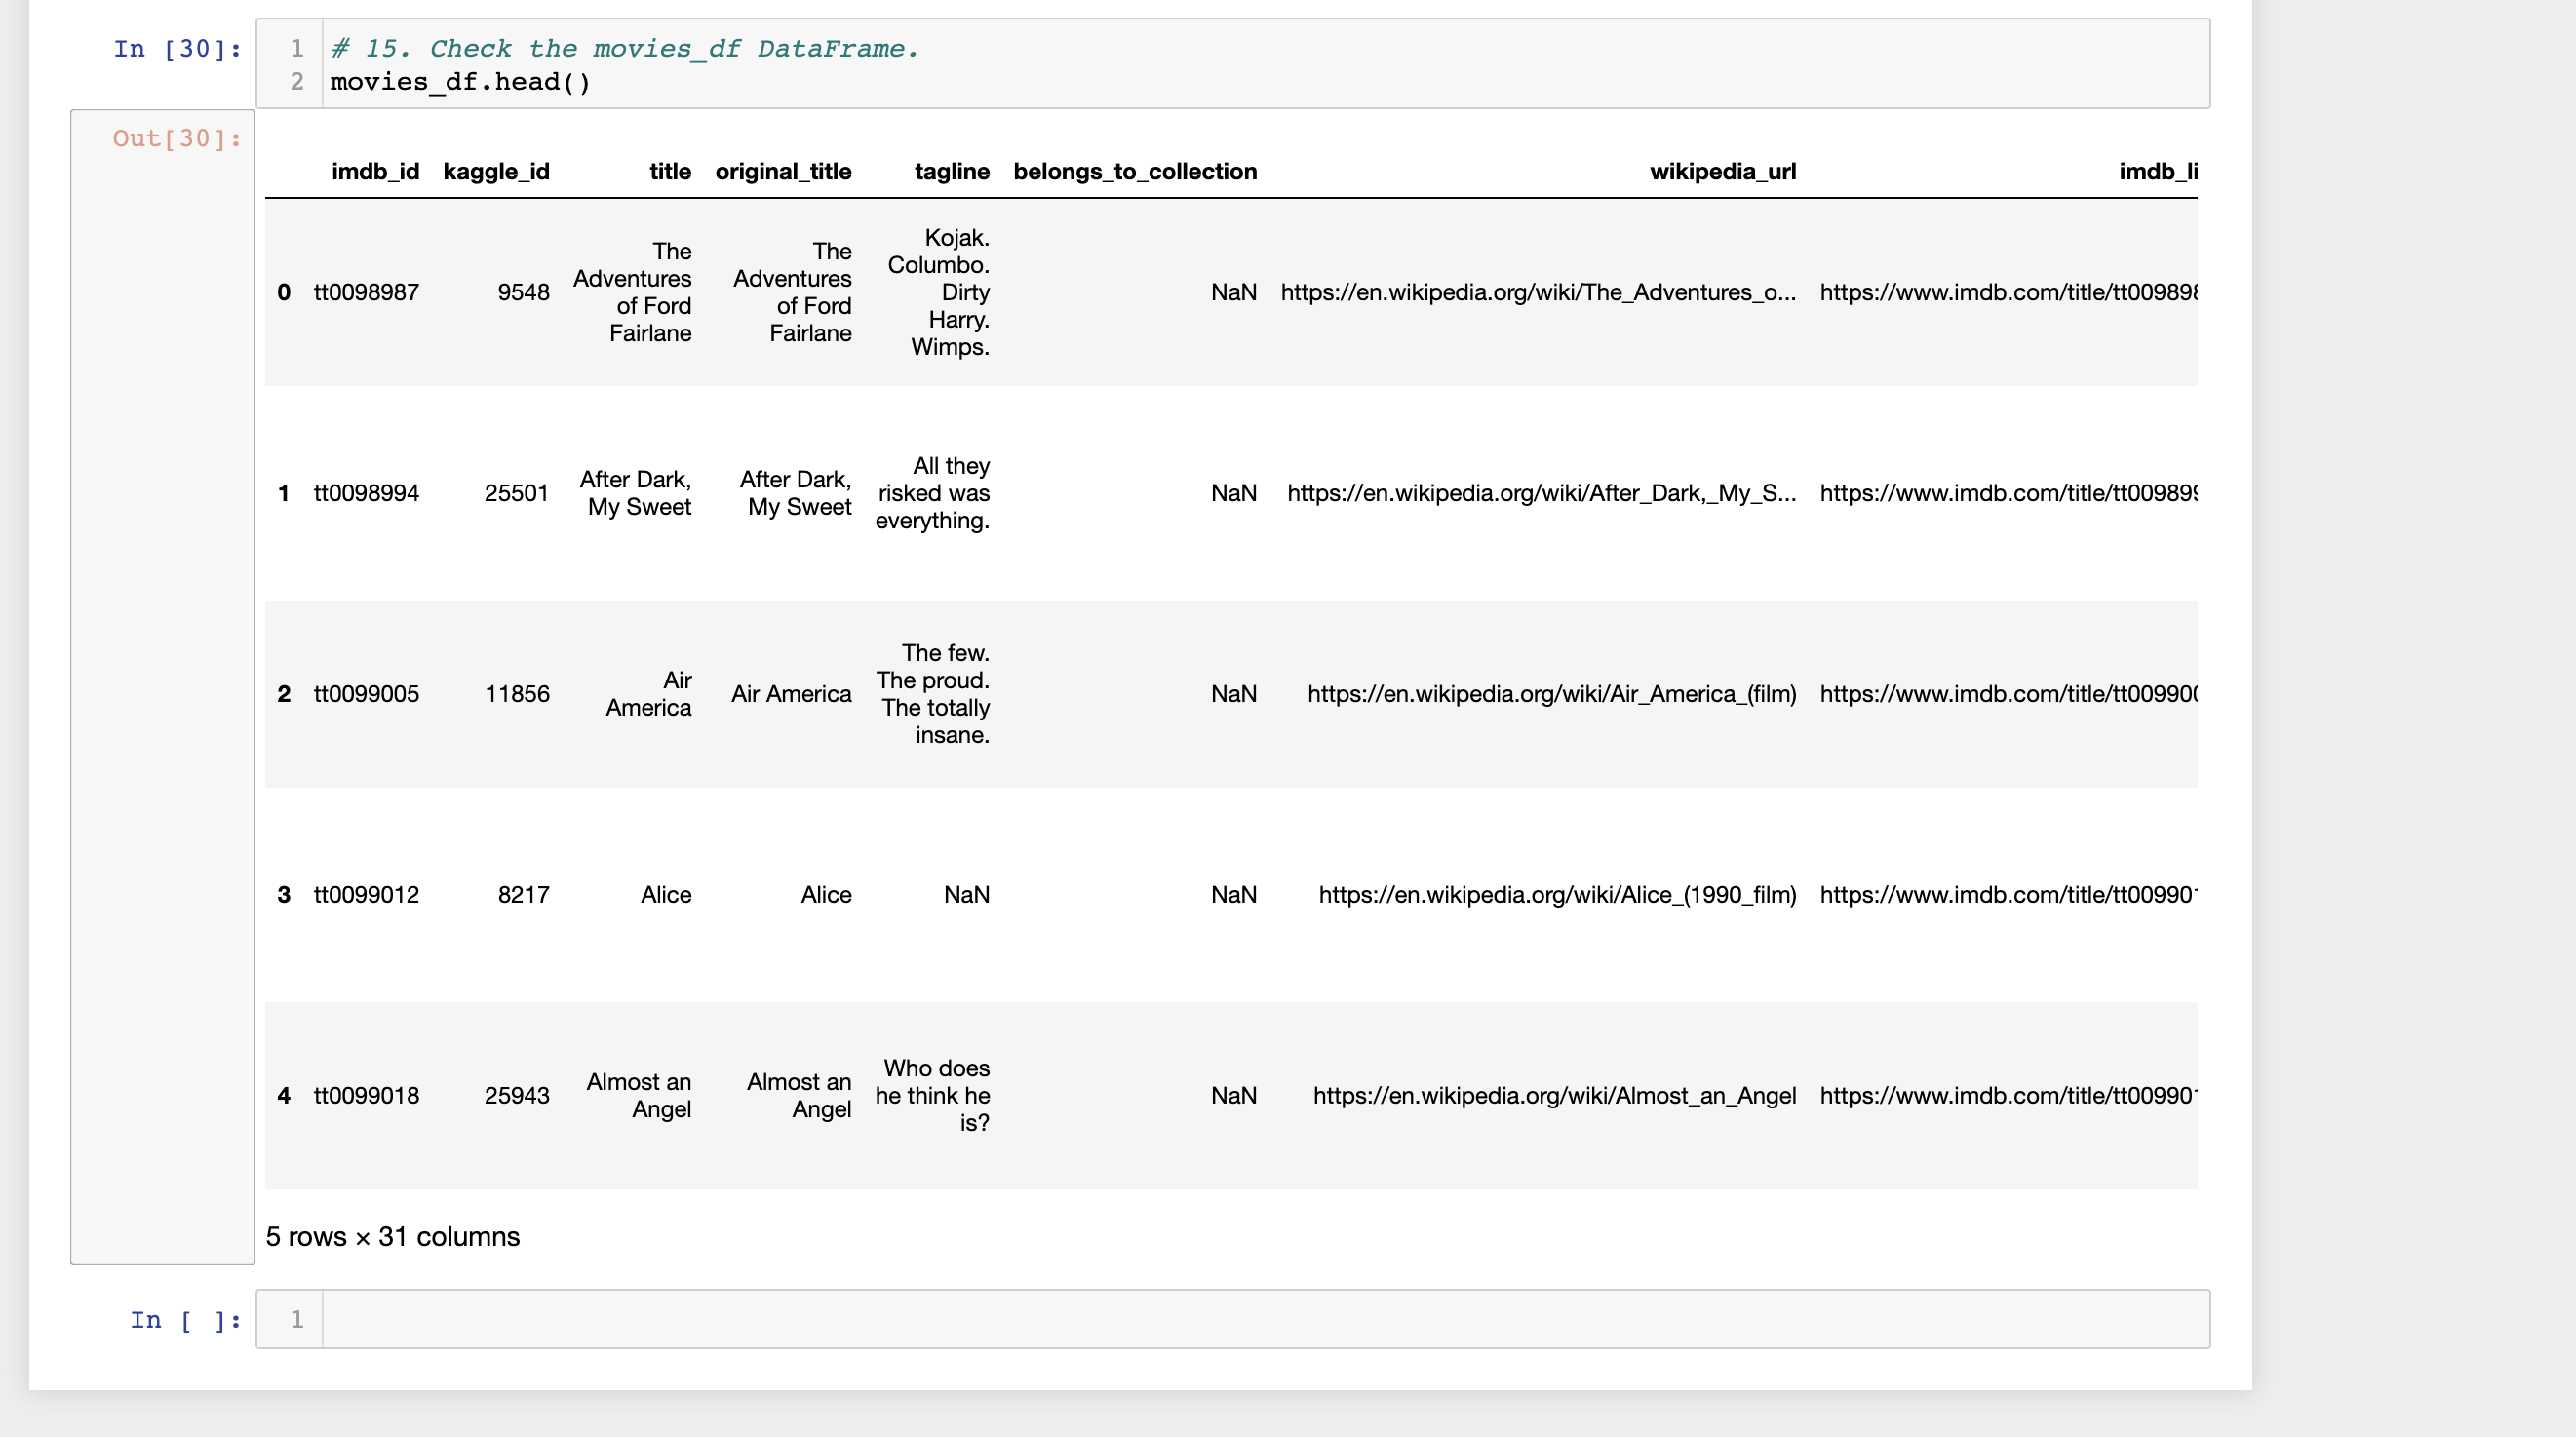 In [30]:
1 # 15. Check the movies_df DataFrame.
2 movies_df.head()
Out[30]:
imdb_id kaggle_id title original_title tagline belongs_to_collection wikipedia_url imdb_li
0 tt0098987 9548 The Adventures of Ford Fairlane The Adventures of Ford Fairlane Kojak. Columbo. Dirty Harry. Wimps. NaN https://en.wikipedia.org/wiki/The_Adventures_o... https://www.imdb.com/title/tt009898
1 tt0098994 25501 After Dark, My Sweet After Dark, My Sweet All they risked was everything. NaN https://en.wikipedia.org/wiki/After_Dark,_My_S... https://www.imdb.com/title/tt009899
2 tt0099005 11856 Air America Air America The few. The proud. The totally insane. NaN https://en.wikipedia.org/wiki/Air_America_(film) https://www.imdb.com/title/tt009900
3 tt0099012 8217 Alice Alice NaN NaN https://en.wikipedia.org/wiki/Alice_(1990_film) https://www.imdb.com/title/tt009901
4 tt0099018 25943 Almost an Angel Almost an Angel Who does he think he is? NaN https://en.wikipedia.org/wiki/Almost_an_Angel https://www.imdb.com/title/tt009901
5 rows × 31 columns
In [ ]:
1